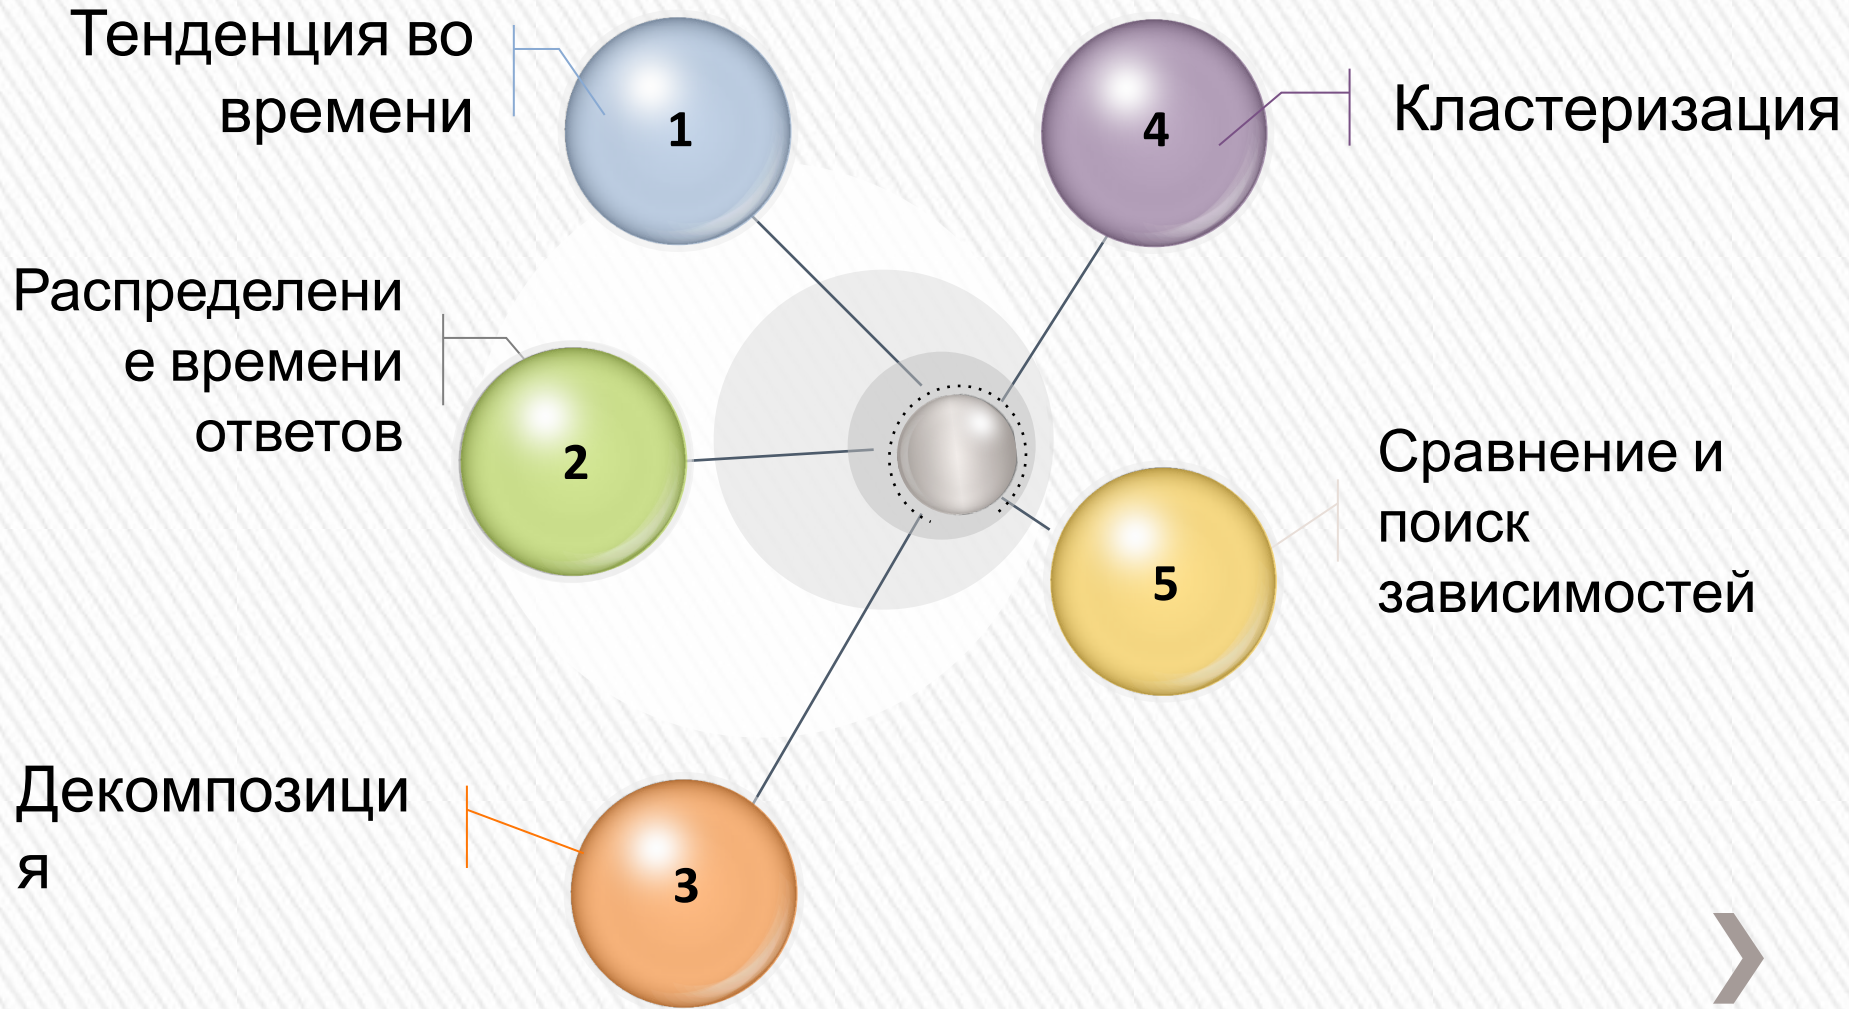 Тенденция во
времени
1
4
Кластеризация
Распределени
е времени
ответов
2
Сравнение и
поиск
зависимостей
5
Декомпозици
я
3